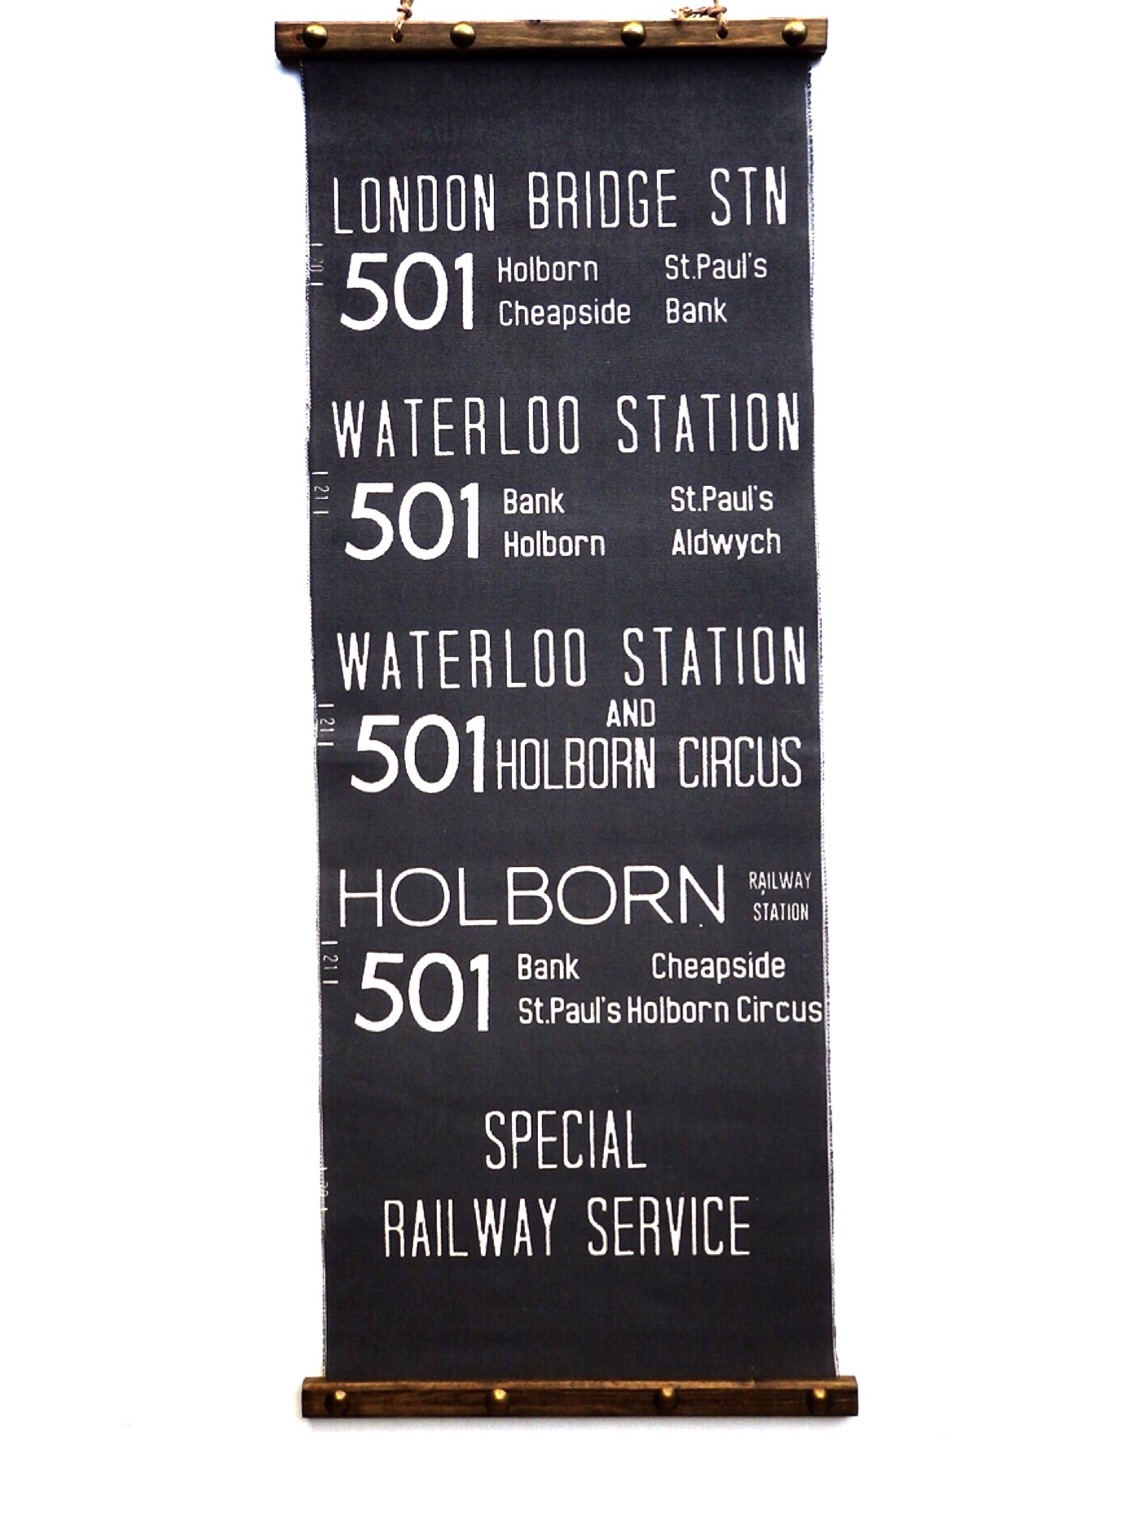 LONDON BRIDGE STN
501 Holborn St.Paul's
Cheapside Bank
WATERLOO STATION
501 Bank St.Paul's
Holborn Aldwych
WATERLOO STATION
AND
501 HOLBORN CIRCUS
HOLBORN RAILWAY STATION
501 Bank Cheapside
St.Paul's Holborn Circus
SPECIAL
RAILWAY SERVICE